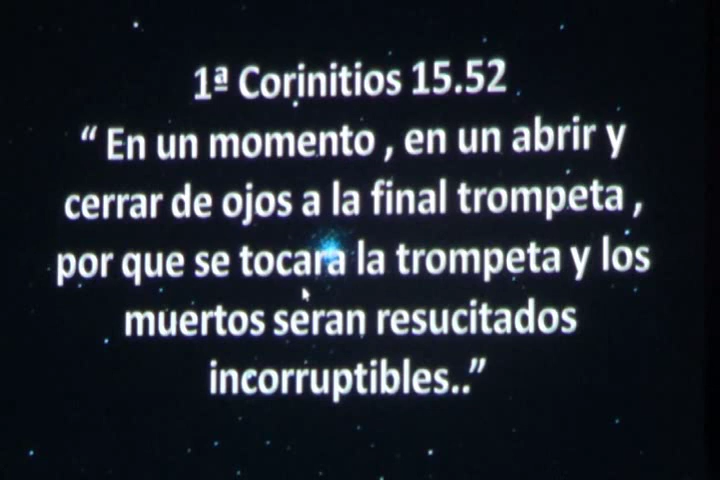 1ª Corinitios 15.52
“ En un momento , en un abrir y
cerrar de ojos a la final trompeta ,
por que se tocara la trompeta y los
muertos seran resucitados
incorruptibles..”